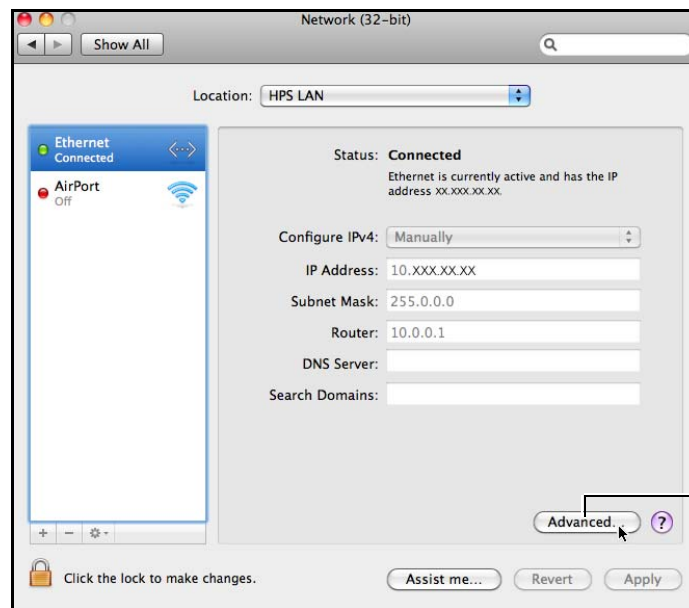 Network (32-bit)
Show All
Location: HPS LAN
Ethernet
Connected
AirPort
Off
Status: Connected
Ethernet is currently active and has the IP
address XX.XXX.XX.XX.
Configure IPv4: Manually
IP Address: 10.XXX.XX.XX
Subnet Mask: 255.0.0.0
Router: 10.0.0.1
DNS Server:
Search Domains:
Advanced...
?
+ −
Click the lock to make changes.
Assist me... Revert Apply